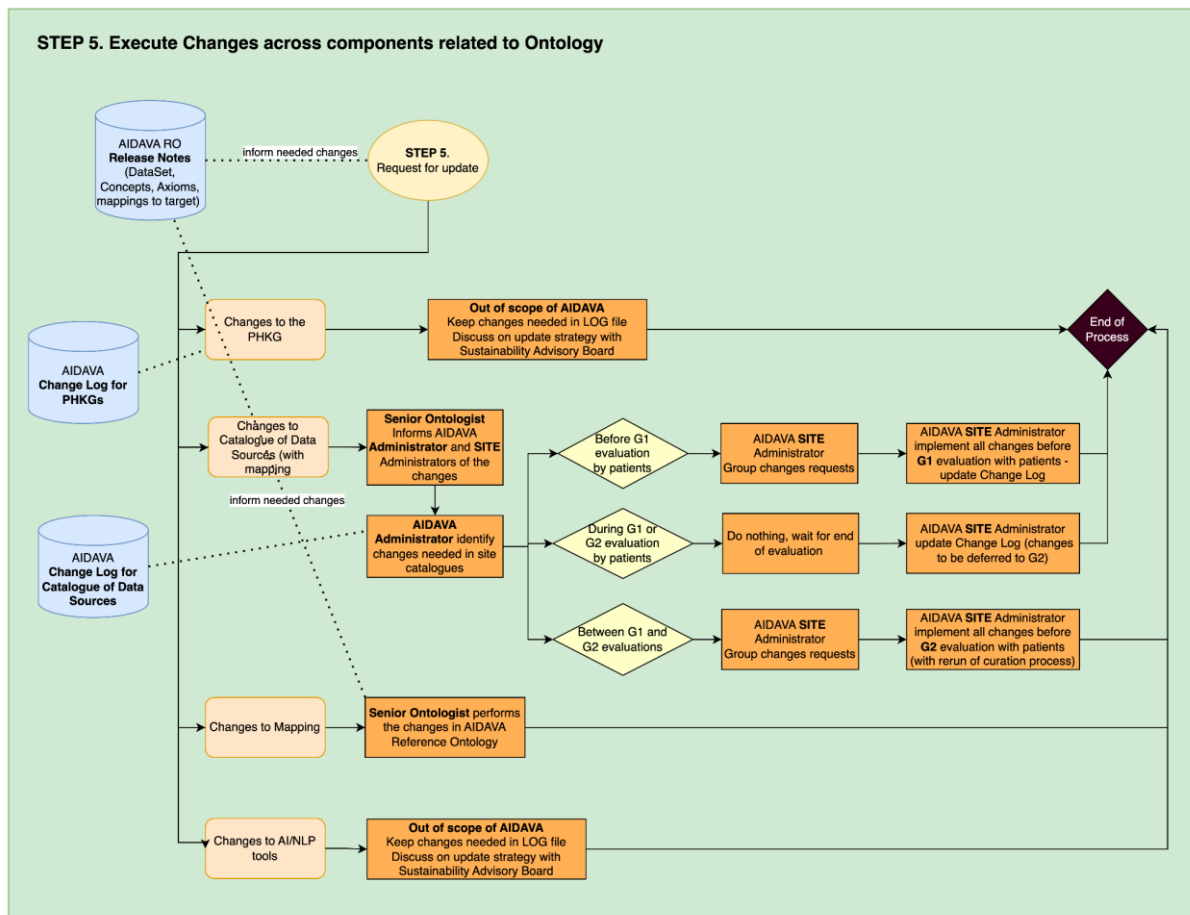 STEP 5. Execute Changes across components related to Ontology
AIDAVA RO
Release Notes
(DataSet,
Concepts, Axioms,
mappings to target)
inform needed changes
STEP 5.
Request for update
Changes to the
PHKG
Out of scope of AIDAVA
Keep changes needed in LOG file
Discuss on update strategy with
Sustainability Advisory Board
End of
Process
AIDAVA
Change Log for
PHKGs
Changes to
Catalogue of Data
Sources (with
mapping
Senior Ontologist
Informs AIDAVA
Administrator and SITE
Administrators of the
changes
Before G1
evaluation
by patients
AIDAVA SITE
Administrator
Group changes requests
AIDAVA SITE Administrator
implement all changes before
G1 evaluation with patients -
update Change Log
inform needed changes
AIDAVA
Change Log for
Catalogue of Data
Sources
AIDAVA
Administrator identify
changes needed in site
catalogues
During G1 or
G2 evaluation
by patients
Do nothing, wait for end
of evaluation
AIDAVA SITE Administrator
update Change Log (changes
to be deferred to G2)
Between G1 and
G2 evaluations
AIDAVA SITE
Administrator
Group changes requests
AIDAVA SITE Administrator
implement all changes before
G2 evaluation with patients
(with rerun of curation process)
Changes to Mapping
Senior Ontologist performs
the changes in AIDAVA
Reference Ontology
Changes to AI/NLP
tools
Out of scope of AIDAVA
Keep changes needed in LOG file
Discuss on update strategy with
Sustainability Advisory Board